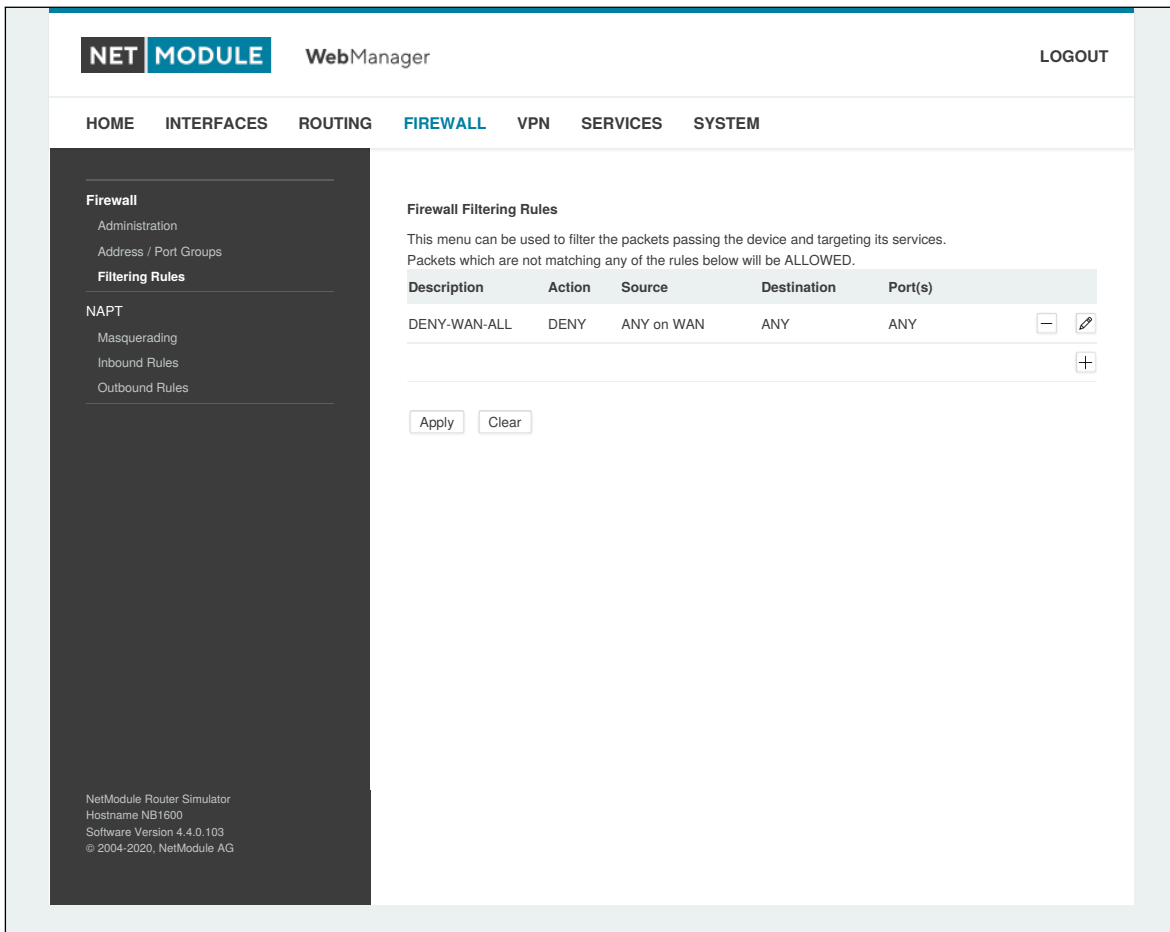 NET MODULE WebManager LOGOUT
HOME INTERFACES ROUTING FIREWALL VPN SERVICES SYSTEM
Firewall
Administration
Address / Port Groups
Filtering Rules
NAPT
Masquerading
Inbound Rules
Outbound Rules
Firewall Filtering Rules
This menu can be used to filter the packets passing the device and targeting its services.
Packets which are not matching any of the rules below will be ALLOWED.
Description Action Source Destination Port(s)
DENY-WAN-ALL DENY ANY on WAN ANY ANY
Apply Clear
NetModule Router Simulator
Hostname NB1600
Software Version 4.4.0.103
© 2004-2020, NetModule AG